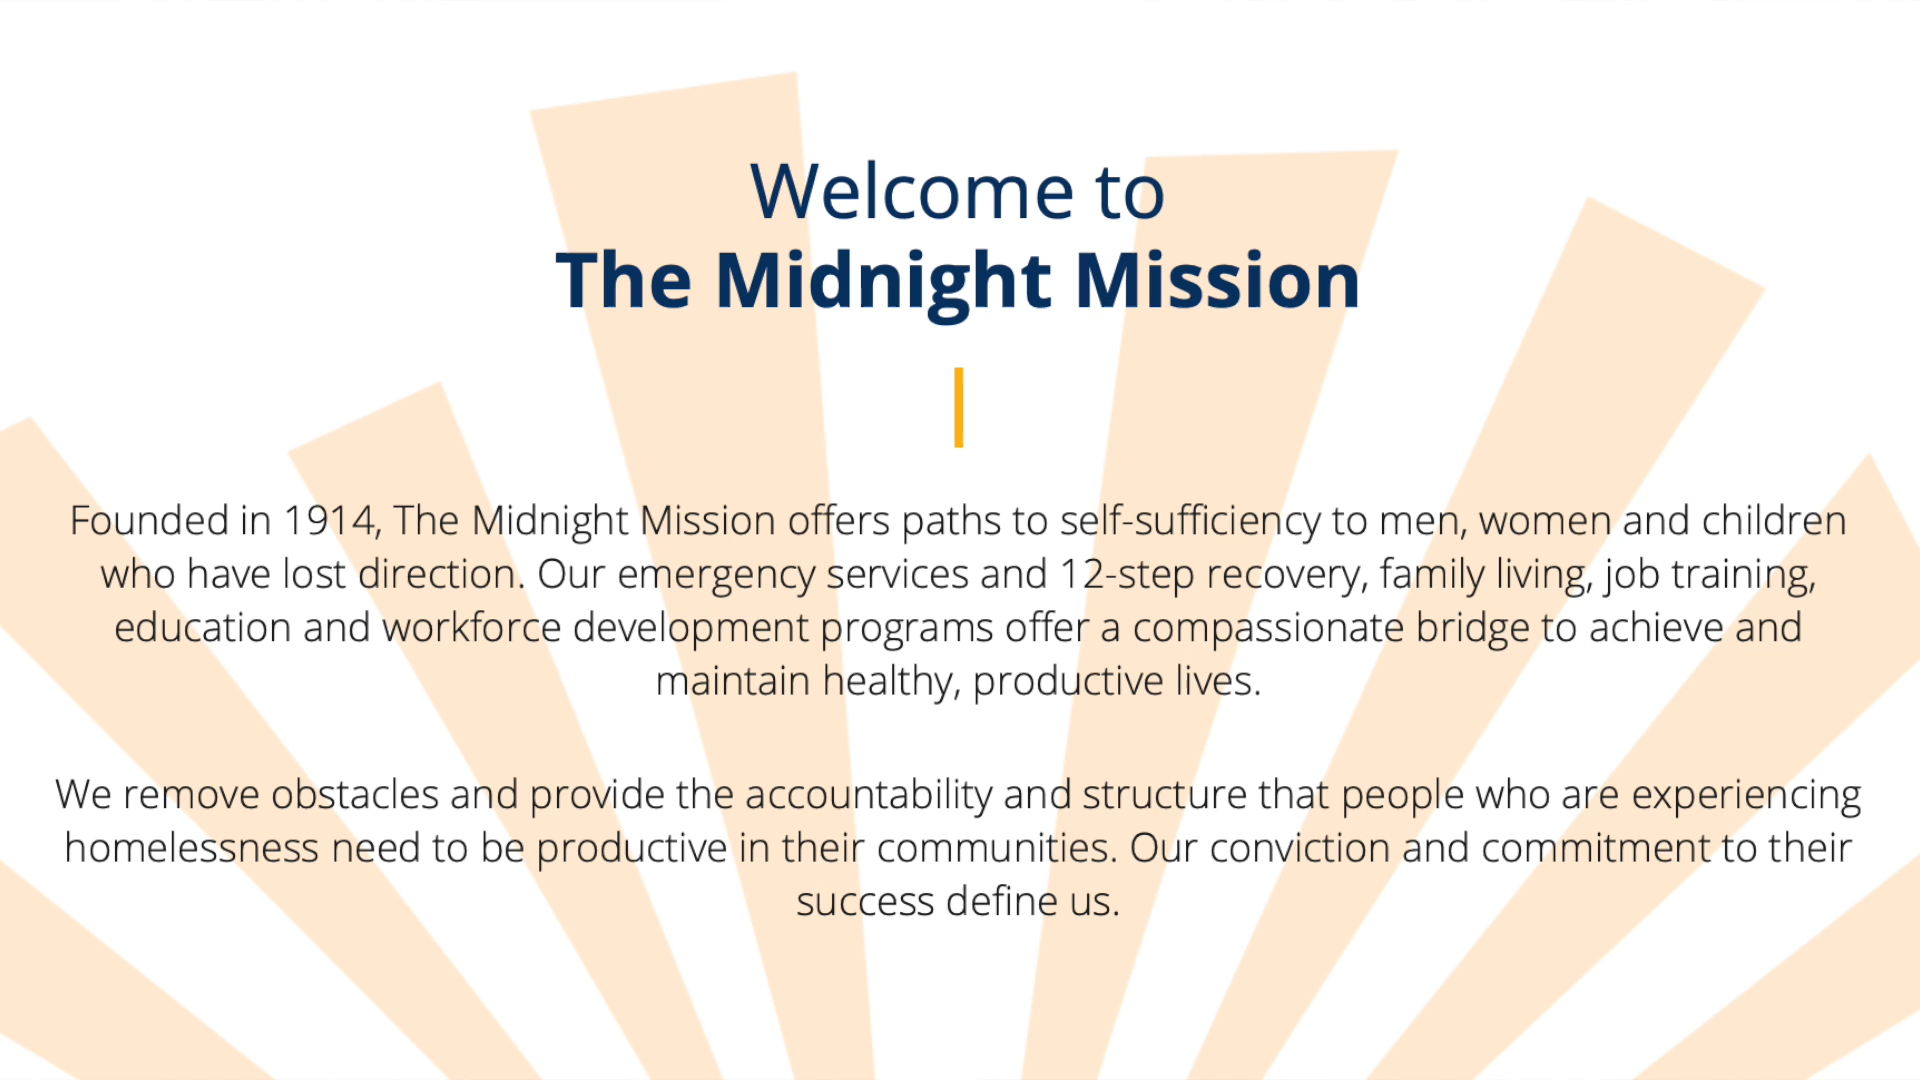 Welcome to
The Midnight Mission
Founded in 1914, The Midnight Mission offers paths to self-sufficiency to men, women and children
who have lost direction. Our emergency services and 12-step recovery, family living, job training,
education and workforce development programs offer a compassionate bridge to achieve and
maintain healthy, productive lives.
We remove obstacles and provide the accountability and structure that people who are experiencing
homelessness need to be productive in their communities. Our conviction and commitment to their
success define us.